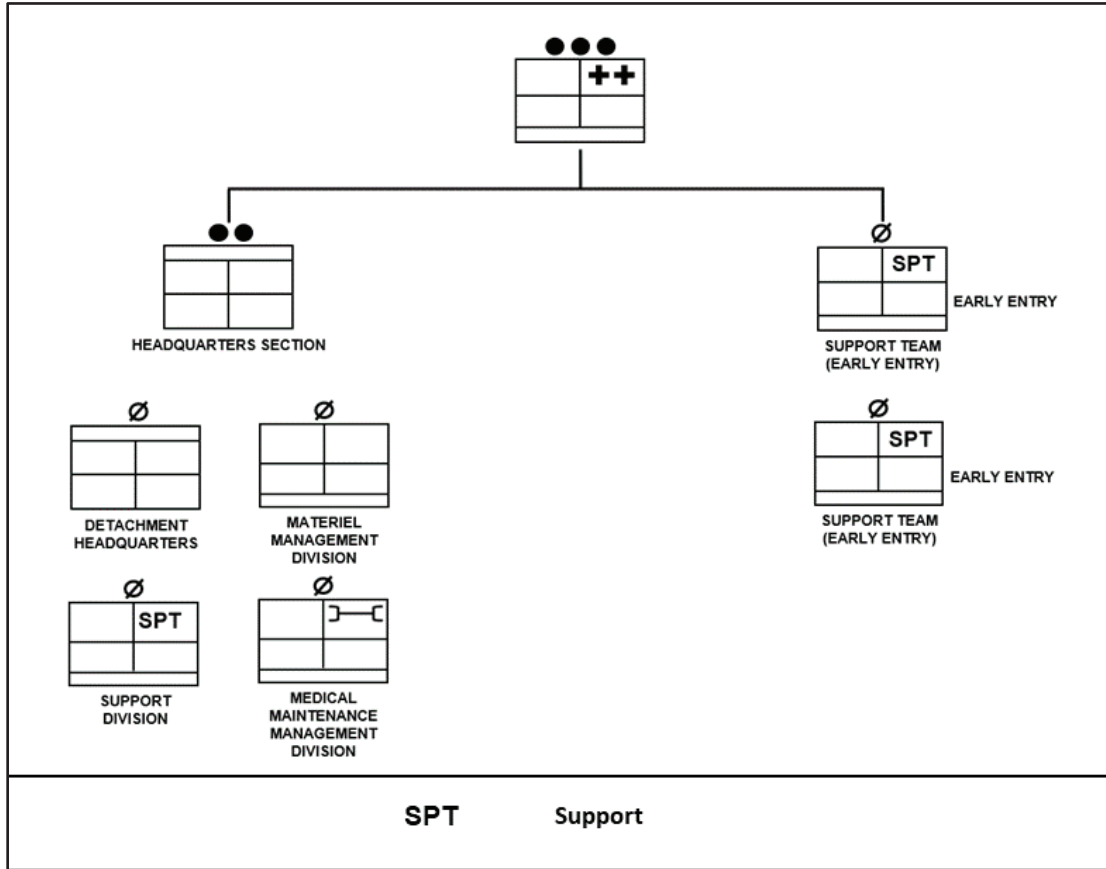 HEADQUARTERS SECTION
SPT
EARLY ENTRY
SUPPORT TEAM
(EARLY ENTRY)
DETACHMENT
HEADQUARTERS
MATERIEL
MANAGEMENT
DIVISION
SPT
EARLY ENTRY
SUPPORT TEAM
(EARLY ENTRY)
SPT
SUPPORT
DIVISION
MEDICAL
MAINTENANCE
MANAGEMENT
DIVISION
SPT Support